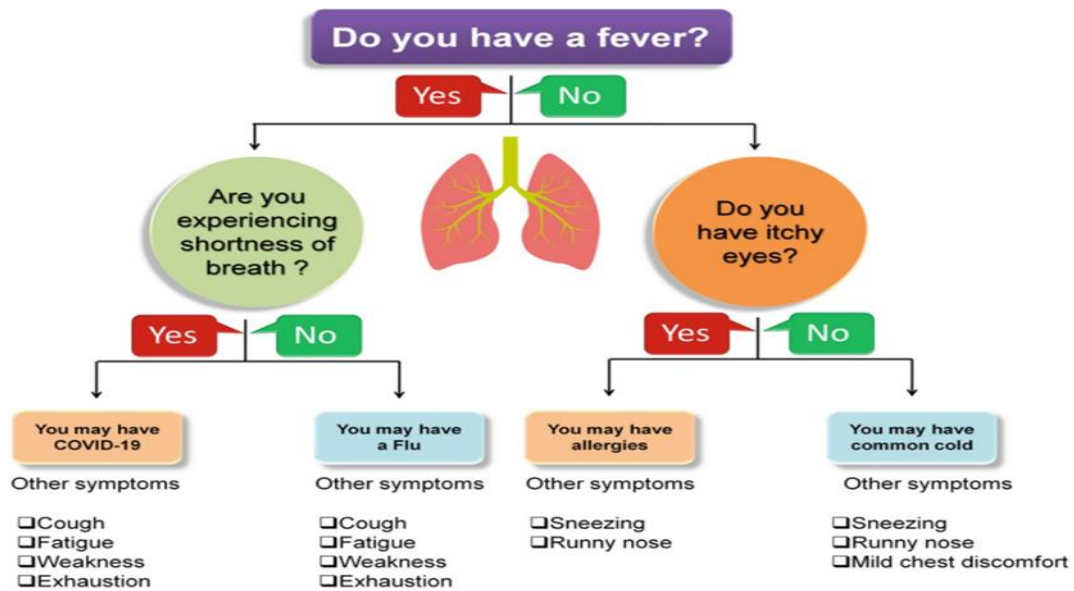 Do you have a fever?
Yes
No
Are you
experiencing
shortness of
breath ?
Do you
have itchy
eyes?
Yes
No
Yes
No
You may have
COVID-19
Other symptoms
❑Cough
❑Fatigue
❑Weakness
❑Exhaustion
You may have
a Flu
Other symptoms
❑Cough
❑Fatigue
❑Weakness
❑Exhaustion
You may have
allergies
Other symptoms
❑Sneezing
❑Runny nose
You may have
common cold
Other symptoms
❑Sneezing
❑Runny nose
❑Mild chest discomfort